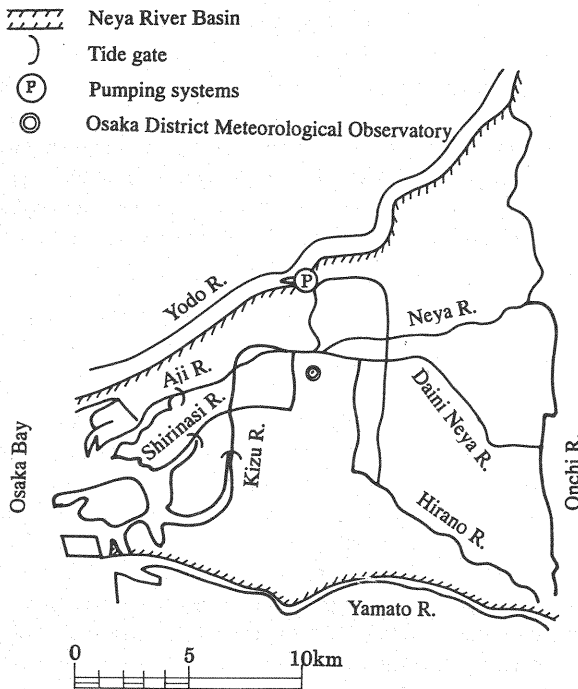 Neya River Basin
Tide gate
P
Pumping systems
Osaka District Meteorological Observatory
Yodo R.
P
Neya R.
Aji R.
Shirinasi R.
Kizu R.
Daini Neya R.
Osaka Bay
Onchi R.
Hirano R.
Yamato R.
0 5 10km